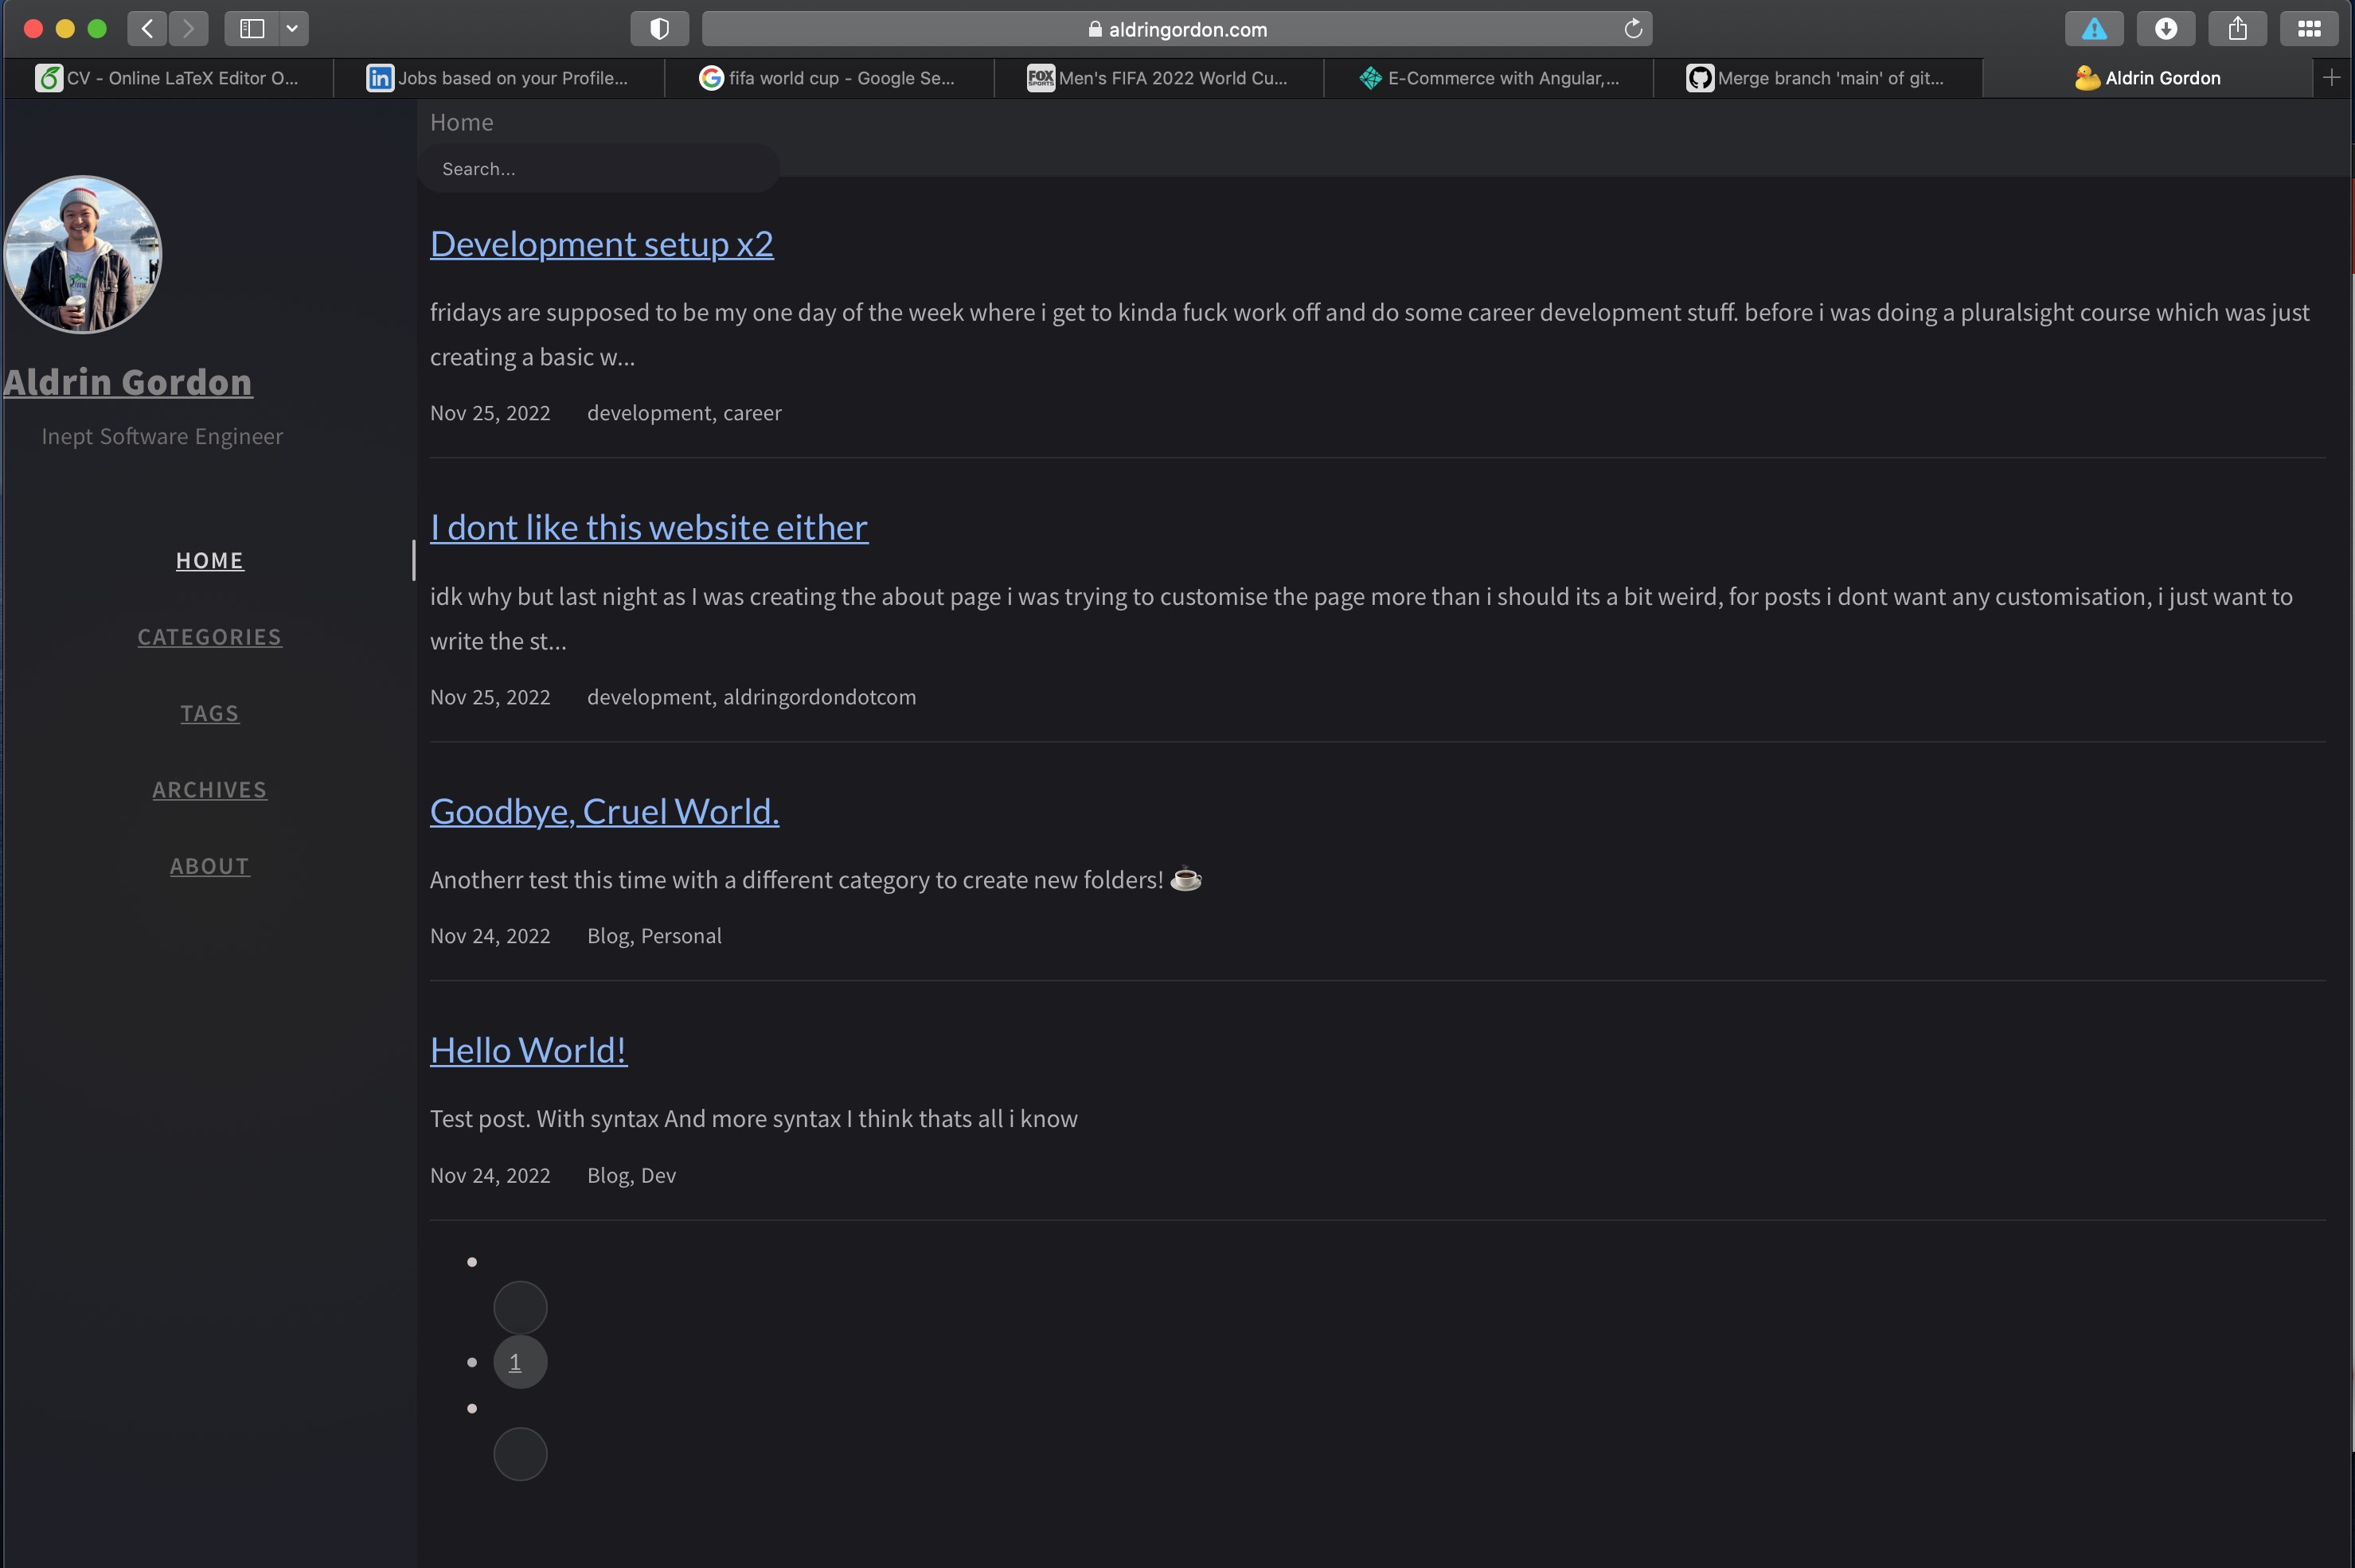 aldringordon.com
CV - Online LaTeX Editor O...
in Jobs based on your Profile...
fifa world cup - Google Se...
FOX SPORTS Men's FIFA 2022 World Cu...
E-Commerce with Angular,...
Merge branch 'main' of git...
Aldrin Gordon
Home
Search...
Aldrin Gordon
Inept Software Engineer
HOME
CATEGORIES
TAGS
ARCHIVES
ABOUT
Development setup x2
fridays are supposed to be my one day of the week where i get to kinda fuck work off and do some career development stuff. before i was doing a pluralsight course which was just
creating a basic w...
Nov 25, 2022 development, career
I dont like this website either
idk why but last night as I was creating the about page i was trying to customise the page more than i should its a bit weird, for posts i dont want any customisation, i just want to
write the st...
Nov 25, 2022 development, aldringordondotcom
Goodbye, Cruel World.
Anotherr test this time with a different category to create new folders! ☕
Nov 24, 2022 Blog, Personal
Hello World!
Test post. With syntax And more syntax I think thats all i know
Nov 24, 2022 Blog, Dev
1